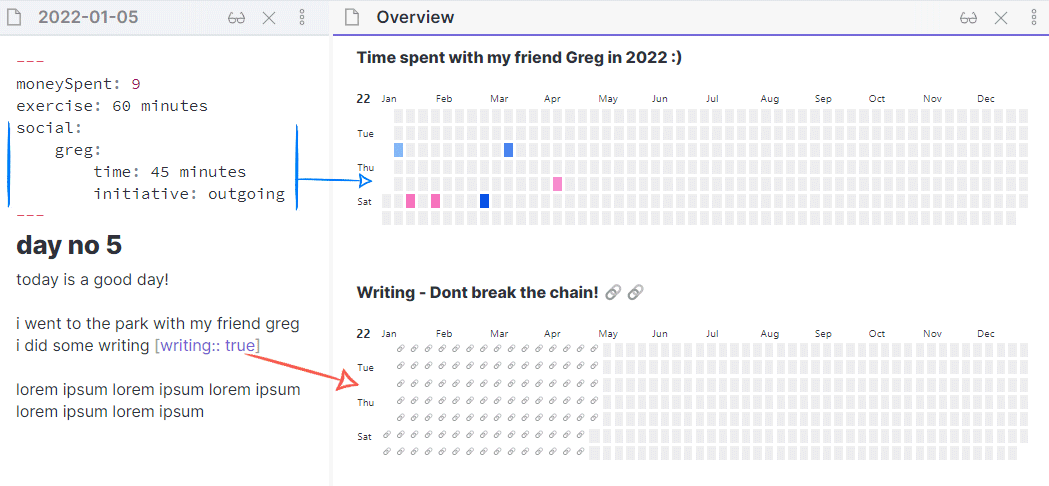 2022-01-05
---
moneySpent: 9
exercise: 60 minutes
social:
greg:
time: 45 minutes
initiative: outgoing
---
day no 5
today is a good day!
i went to the park with my friend greg
i did some writing [writing:: true]
lorem ipsum lorem ipsum lorem ipsum
lorem ipsum lorem ipsum
Overview
Time spent with my friend Greg in 2022 :)
22 Jan Feb Mar Apr May Jun Jul Aug Sep Oct Nov Dec
Tue
Thu
Sat
Writing - Dont break the chain! 🔗 🔗
22 Jan Feb Mar Apr May Jun Jul Aug Sep Oct Nov Dec
Tue
Thu
Sat